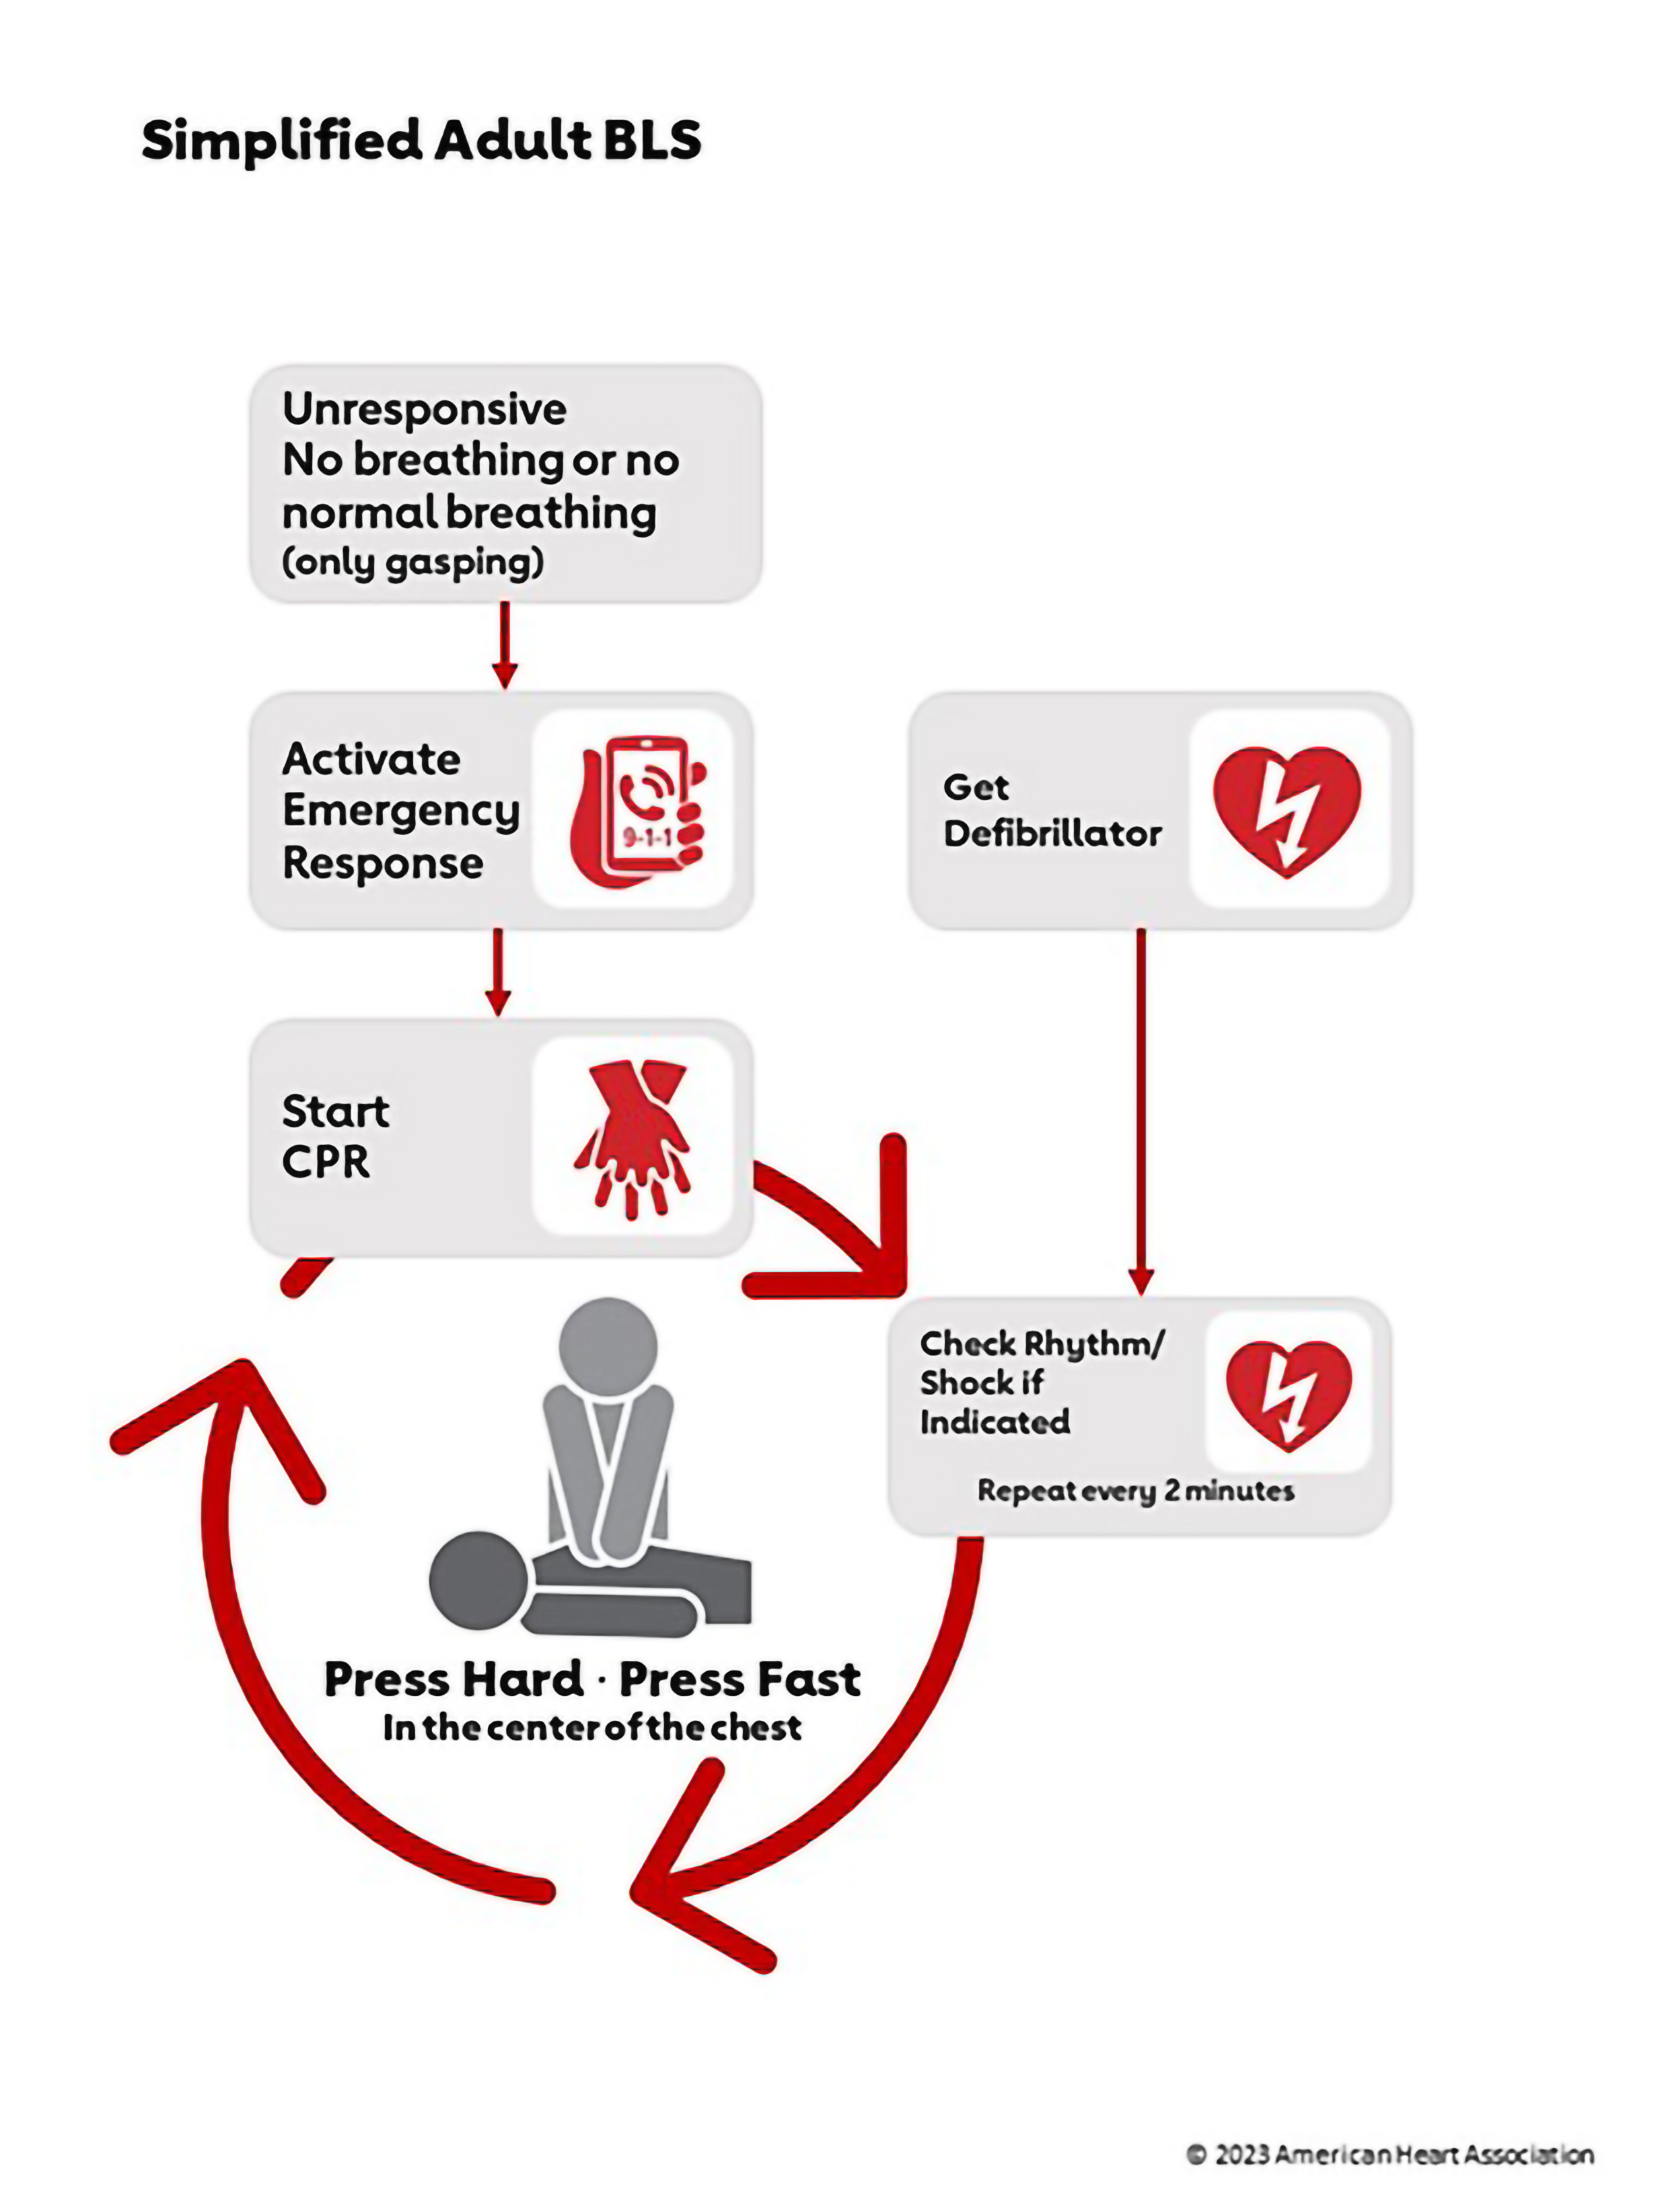 Simplified Adult BLS
Unresponsive
No breathing or no
normal breathing
(only gasping)
Activate
Emergency
Response
9-1-1
Get
Defibrillator
Start
CPR
Check Rhythm/
Shock if
Indicated
Repeat every 2 minutes
Press Hard · Press Fast
In the center of the chest
© 2023 American Heart Association